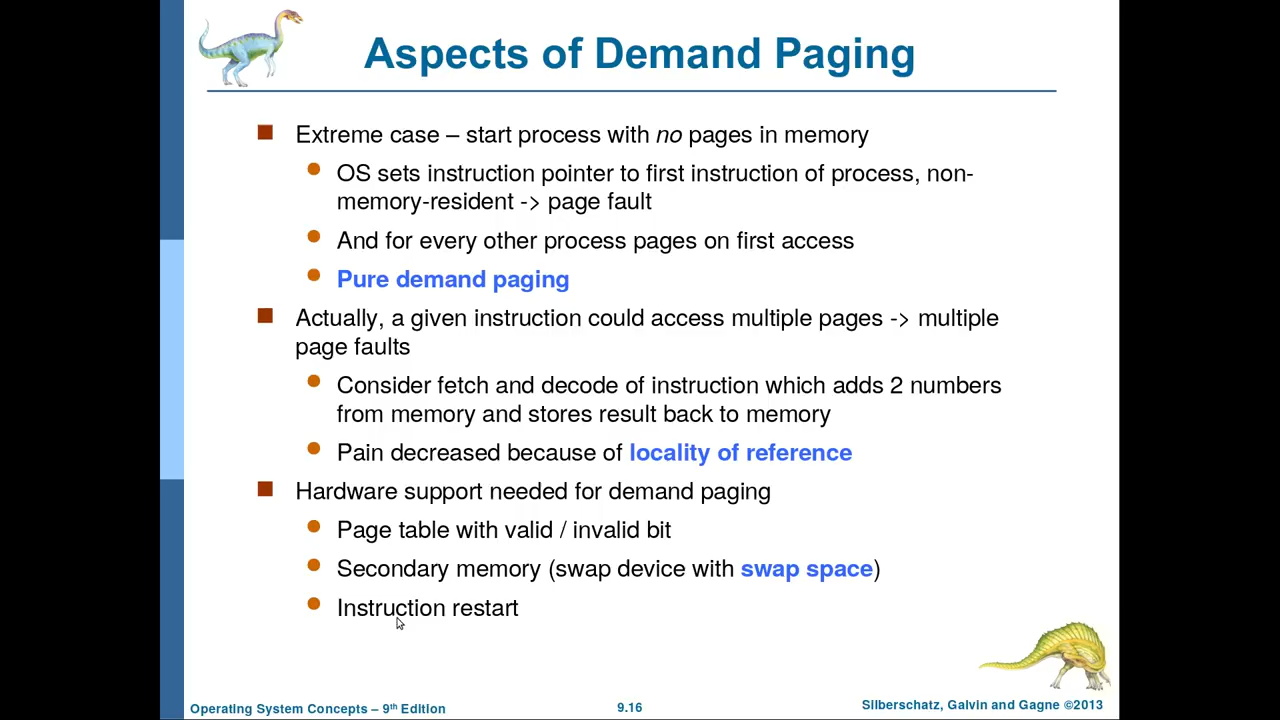 Aspects of Demand Paging
Extreme case – start process with no pages in memory
OS sets instruction pointer to first instruction of process, non-
memory-resident -> page fault
And for every other process pages on first access
Pure demand paging
Actually, a given instruction could access multiple pages -> multiple
page faults
Consider fetch and decode of instruction which adds 2 numbers
from memory and stores result back to memory
Pain decreased because of locality of reference
Hardware support needed for demand paging
Page table with valid / invalid bit
Secondary memory (swap device with swap space)
Instruction restart
Operating System Concepts – 9th Edition
9.16
Silberschatz, Galvin and Gagne ©2013